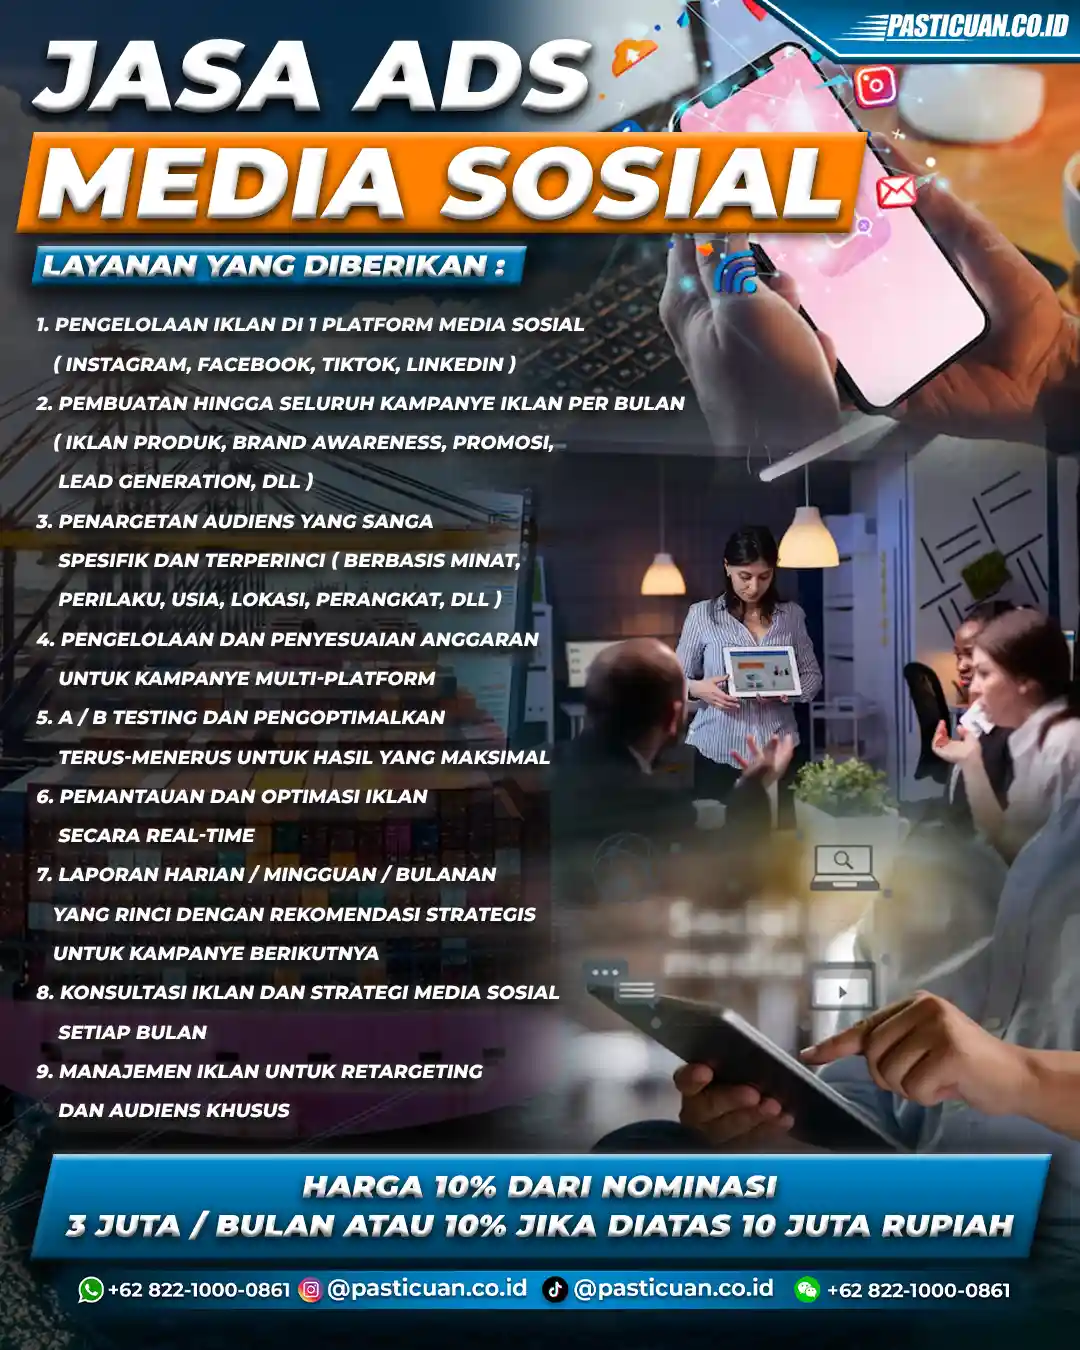 PASTICUAN.CO.ID
JASA ADS
MEDIA SOSIAL
LAYANAN YANG DIBERIKAN :
1. PENGELOLAAN IKLAN DI 1 PLATFORM MEDIA SOSIAL
( INSTAGRAM, FACEBOOK, TIKTOK, LINKEDIN )
2. PEMBUATAN HINGGA SELURUH KAMPANYE IKLAN PER BULAN
( IKLAN PRODUK, BRAND AWARENESS, PROMOSI,
LEAD GENERATION, DLL )
3. PENARGETAN AUDIENS YANG SANGA
SPESIFIK DAN TERPERINCI ( BERBASIS MINAT,
PERILAKU, USIA, LOKASI, PERANGKAT, DLL )
4. PENGELOLAAN DAN PENYESUAIAN ANGGARAN
UNTUK KAMPANYE MULTI-PLATFORM
5. A / B TESTING DAN PENGOPTIMALKAN
TERUS-MENERUS UNTUK HASIL YANG MAKSIMAL
6. PEMANTAUAN DAN OPTIMASI IKLAN
SECARA REAL-TIME
7. LAPORAN HARIAN / MINGGUAN / BULANAN
YANG RINCI DENGAN REKOMENDASI STRATEGIS
UNTUK KAMPANYE BERIKUTNYA
8. KONSULTASI IKLAN DAN STRATEGI MEDIA SOSIAL
SETIAP BULAN
9. MANAJEMEN IKLAN UNTUK RETARGETING
DAN AUDIENS KHUSUS
Social
media
HARGA 10% DARI NOMINASI
3 JUTA / BULAN ATAU 10% JIKA DIATAS 10 JUTA RUPIAH
+62 822-1000-0861 @pasticuan.co.id @pasticuan.co.id +62 822-1000-0861